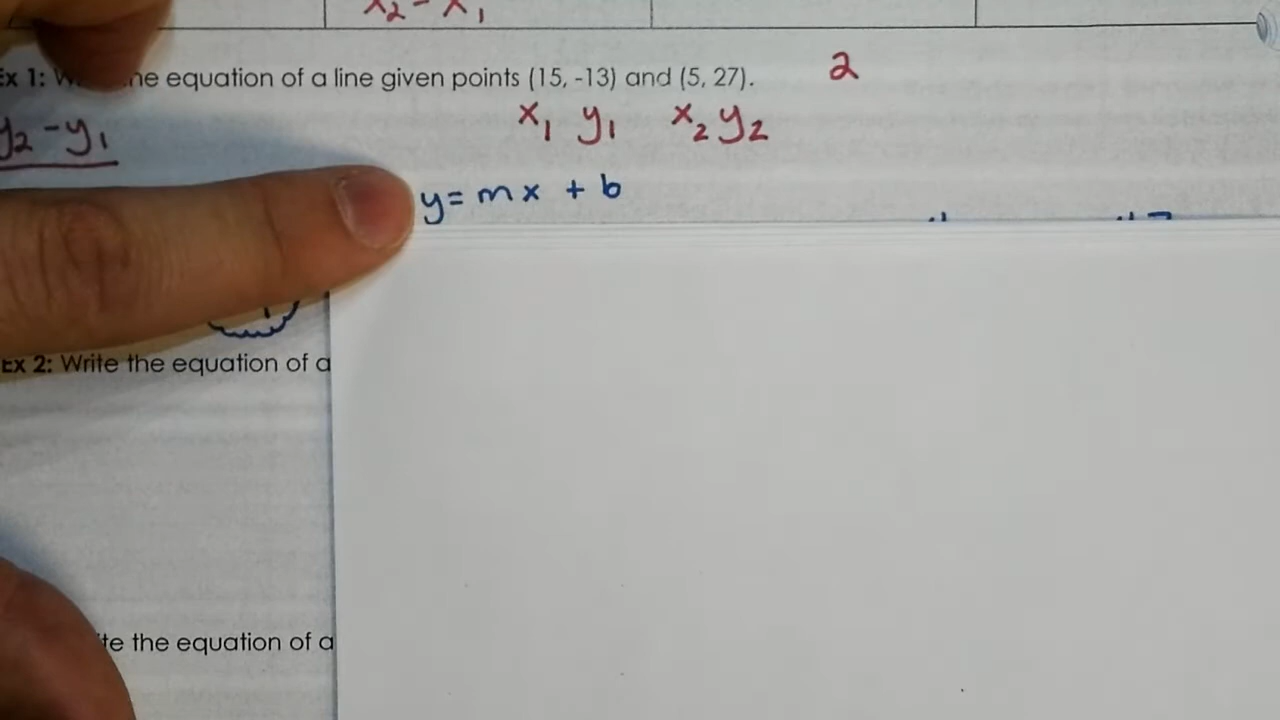 x₂ - x₁
Ex 1: the equation of a line given points (15, -13) and (5, 27). 2
x₁ y₁ x₂ y₂
y₂ - y₁
y = mx + b
Ex 2: Write the equation of a
the equation of a